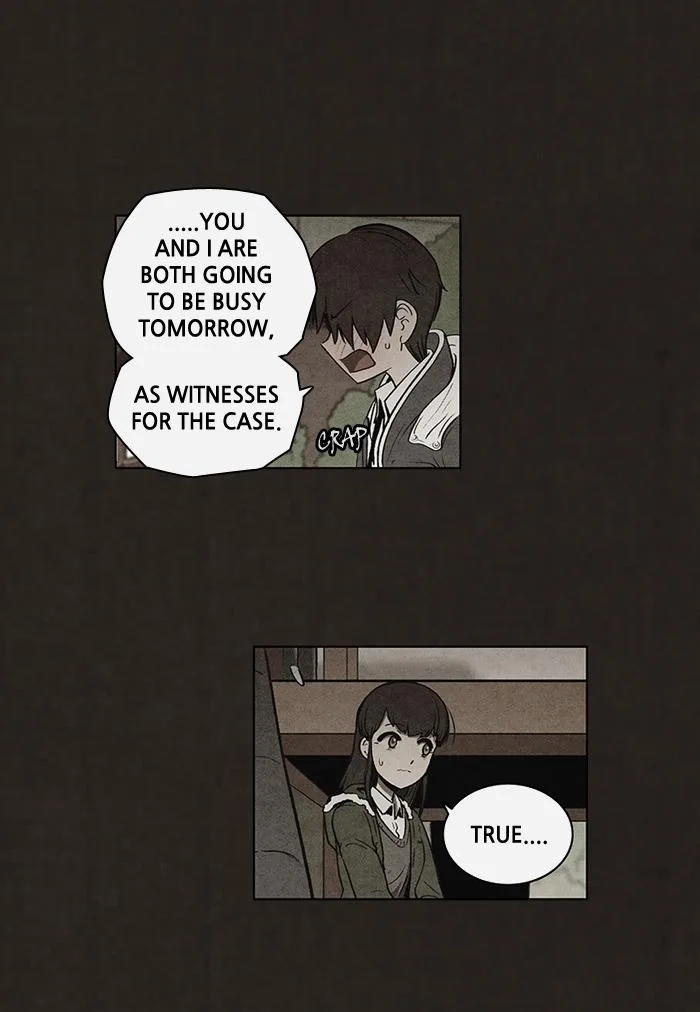 .....YOU
AND I ARE
BOTH GOING
TO BE BUSY
TOMORROW,
AS WITNESSES
FOR THE CASE.
CRAP
TRUE....